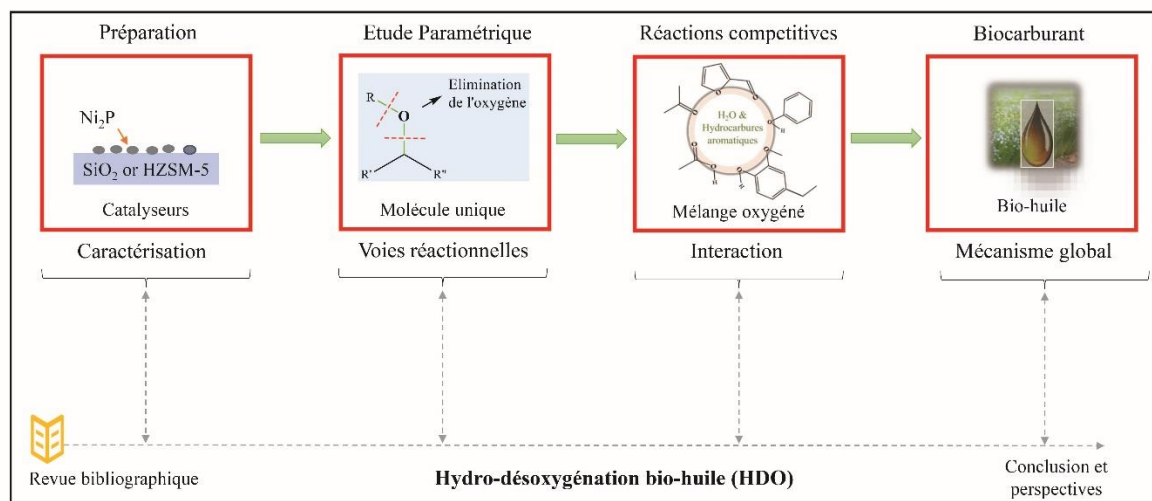 Préparation
Etude Paramétrique
Réactions competitives
Biocarburant
Ni₂P
SiO₂ or HZSM-5
Catalyseurs
R
O
R'
R"
Elimination
de l'oxygène
Molécule unique
H₂O &
Hydrocarbures
aromatiques
Mélange oxygéné
Bio-huile
Caractérisation
Voies réactionnelles
Interaction
Mécanisme global
Revue bibliographique
Hydro-désoxygénation bio-huile (HDO)
Conclusion et
perspectives